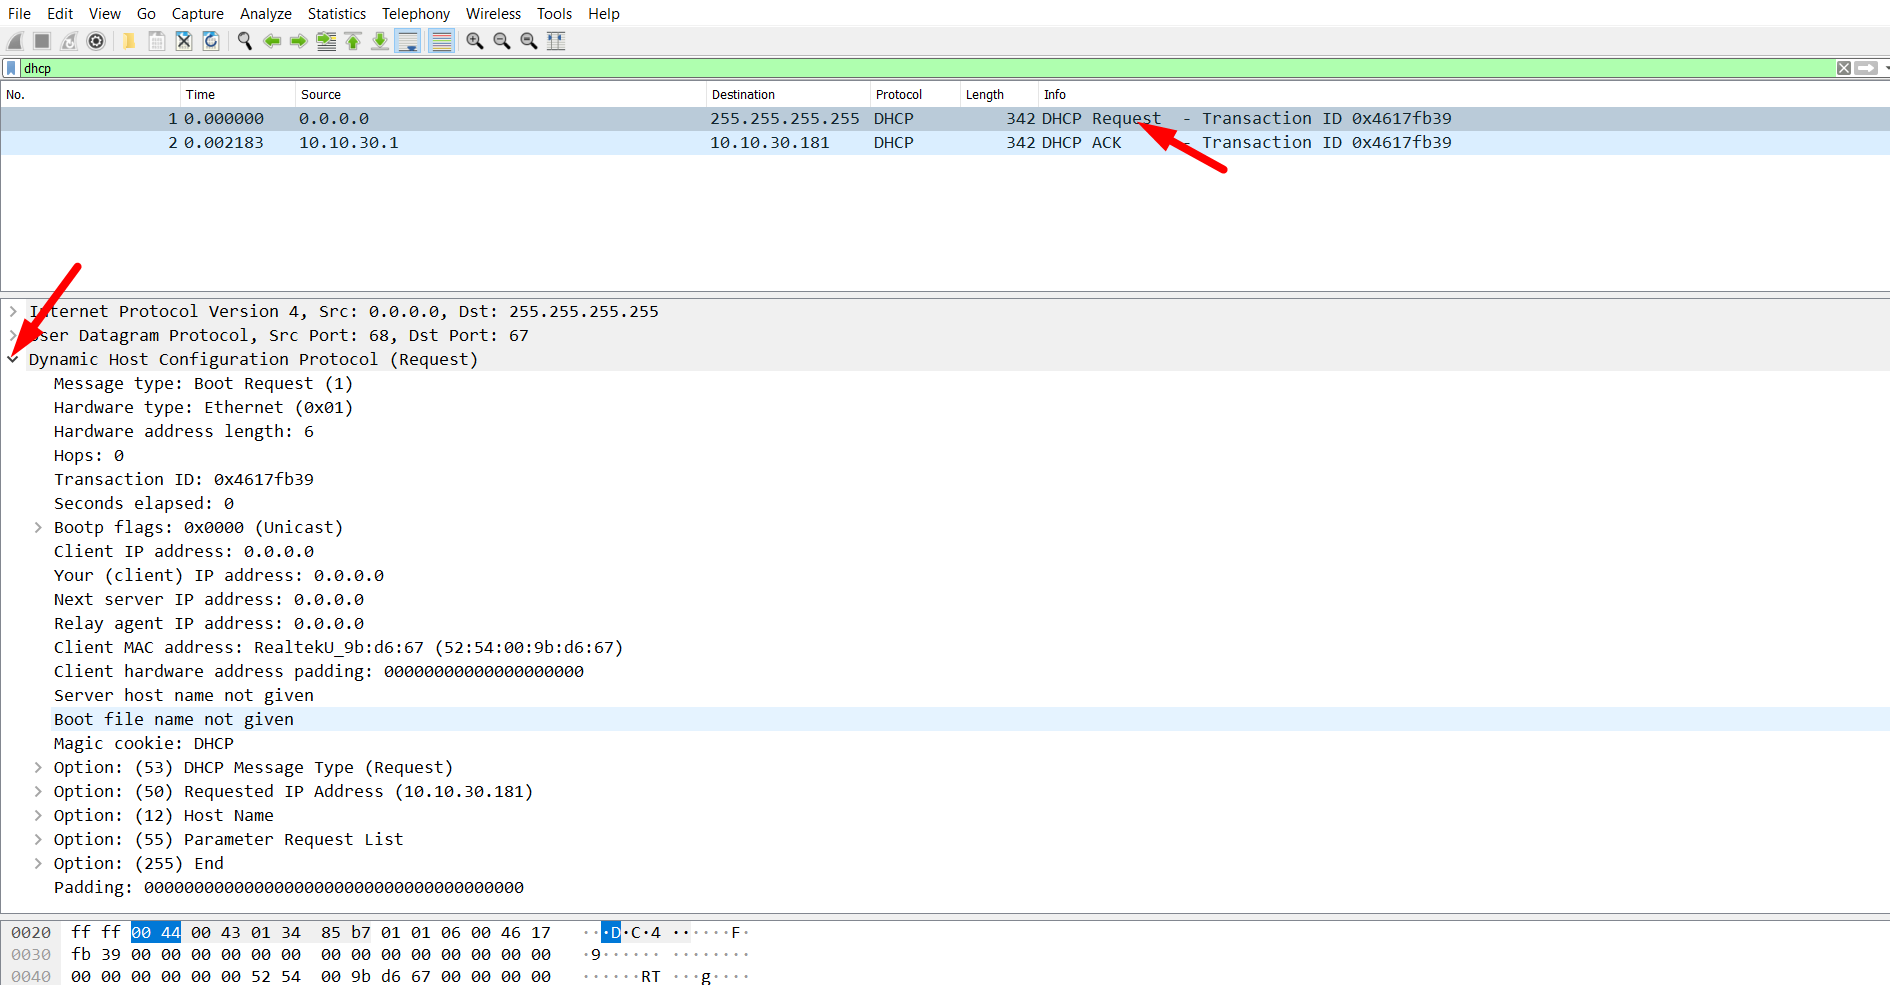 File Edit View Go Capture Analyze Statistics Telephony Wireless Tools Help
dhcp
No. Time Source Destination Protocol Length Info
1 0.000000 0.0.0.0 255.255.255.255 DHCP 342 DHCP Request - Transaction ID 0x4617fb39
2 0.002183 10.10.30.1 10.10.30.181 DHCP 342 DHCP ACK - Transaction ID 0x4617fb39
Internet Protocol Version 4, Src: 0.0.0.0, Dst: 255.255.255.255
User Datagram Protocol, Src Port: 68, Dst Port: 67
Dynamic Host Configuration Protocol (Request)
Message type: Boot Request (1)
Hardware type: Ethernet (0x01)
Hardware address length: 6
Hops: 0
Transaction ID: 0x4617fb39
Seconds elapsed: 0
Bootp flags: 0x0000 (Unicast)
Client IP address: 0.0.0.0
Your (client) IP address: 0.0.0.0
Next server IP address: 0.0.0.0
Relay agent IP address: 0.0.0.0
Client MAC address: RealtekU_9b:d6:67 (52:54:00:9b:d6:67)
Client hardware address padding: 00000000000000000000
Server host name not given
Boot file name not given
Magic cookie: DHCP
Option: (53) DHCP Message Type (Request)
Option: (50) Requested IP Address (10.10.30.181)
Option: (12) Host Name
Option: (55) Parameter Request List
Option: (255) End
Padding: 00000000000000000000000000000000000000
0020 ff ff 00 44 00 43 01 34 85 b7 01 01 06 00 46 17 ···D·C·4 ······F·
0030 fb 39 00 00 00 00 00 00 00 00 00 00 00 00 00 00 ·9······ ········
0040 00 00 00 00 00 00 52 54 00 9b d6 67 00 00 00 00 ······RT ···g····